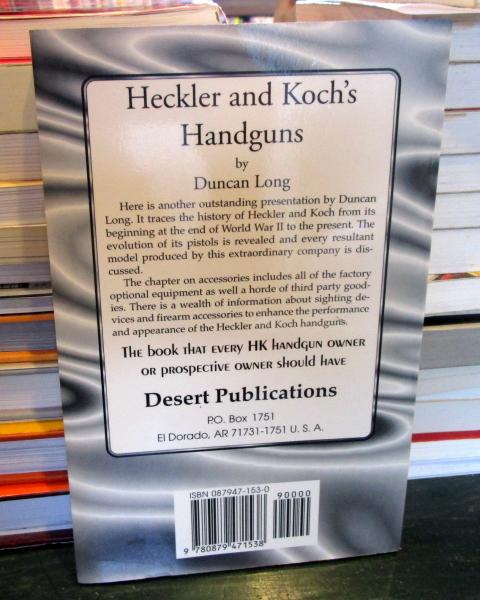 Heckler and Koch's
Handguns
by
Duncan Long
Here is another outstanding presentation by Duncan
Long. It traces the history of Heckler and Koch from its
beginning at the end of World War II to the present. The
evolution of its pistols is revealed and every resultant
model produced by this extraordinary company is dis-
cussed.
The chapter on accessories includes all of the factory
optional equipment as well a horde of third party good-
ies. There is a wealth of information about sighting de-
vices and firearm accessories to enhance the performance
and appearance of the Heckler and Koch handguns.
The book that every HK handgun owner
or prospective owner should have
Desert Publications
P.O. Box 1751
El Dorado, AR 71731-1751 U. S. A.
ISBN 087947-153-0
90000
9 780879 471538